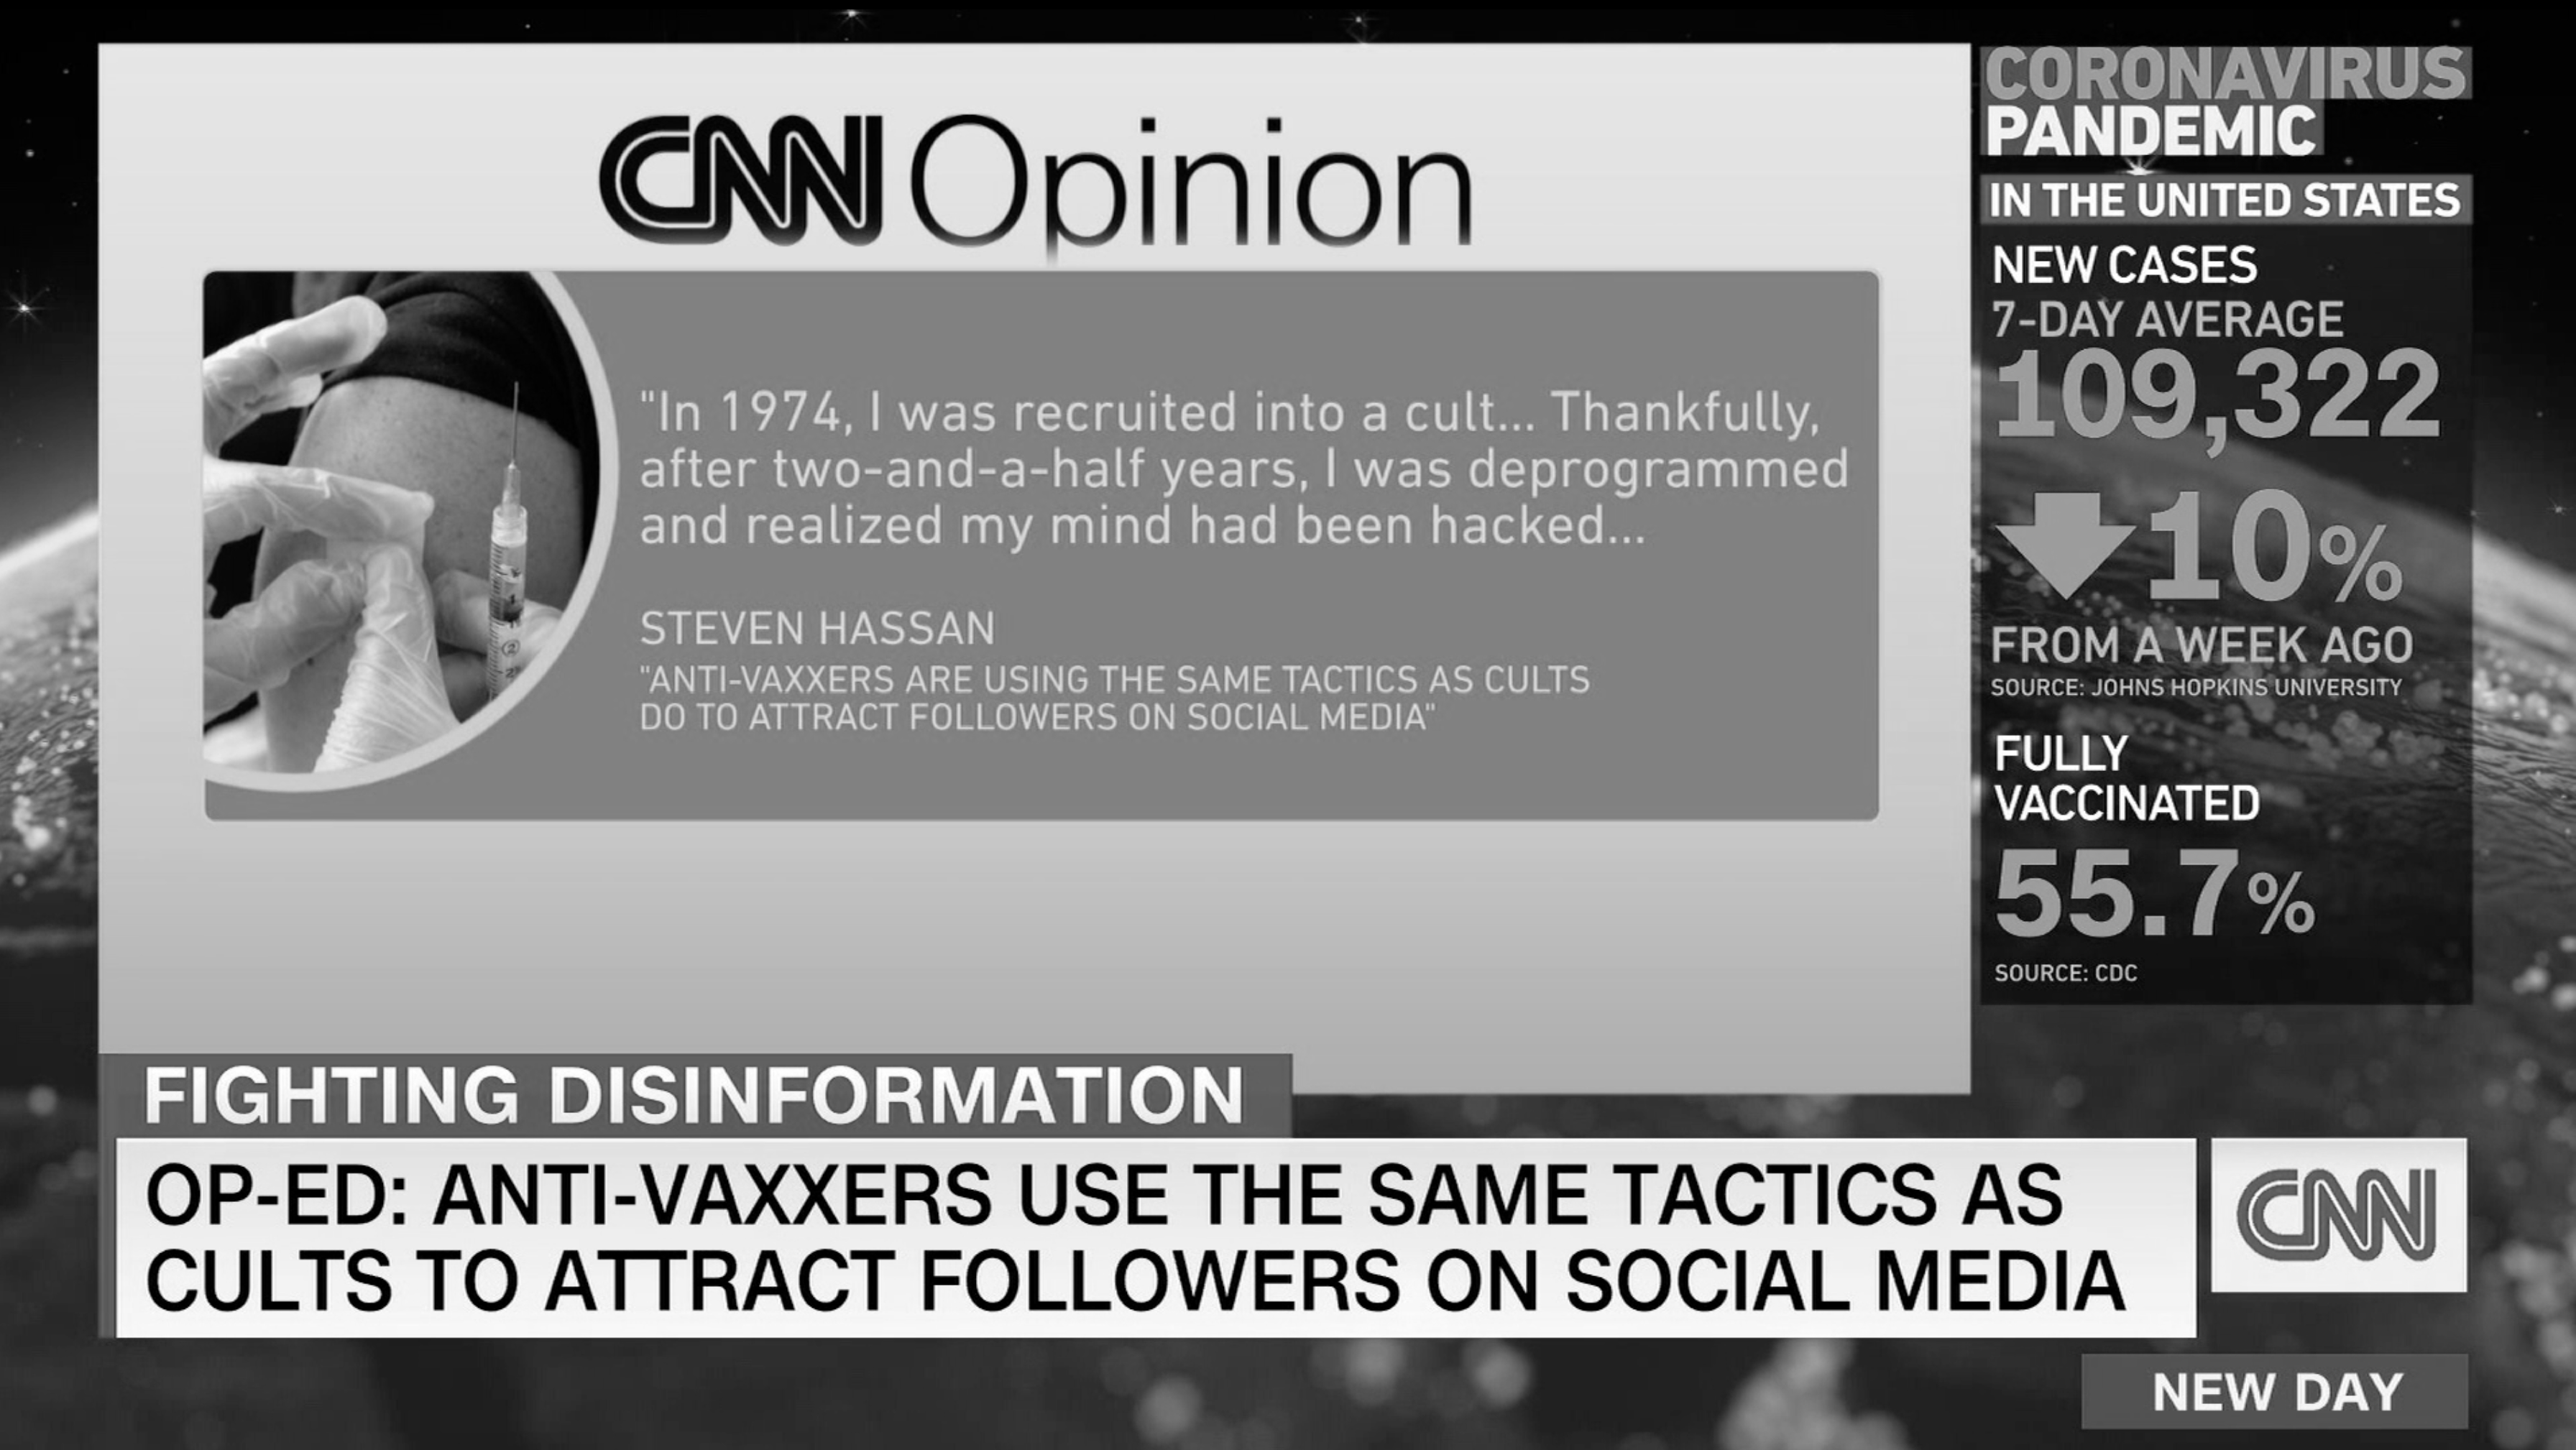 CNN Opinion
"In 1974, I was recruited into a cult... Thankfully,
after two-and-a-half years, I was deprogrammed
and realized my mind had been hacked...
STEVEN HASSAN
"ANTI-VAXXERS ARE USING THE SAME TACTICS AS CULTS
DO TO ATTRACT FOLLOWERS ON SOCIAL MEDIA"
CORONAVIRUS
PANDEMIC
IN THE UNITED STATES
NEW CASES
7-DAY AVERAGE
109,322
10%
FROM A WEEK AGO
SOURCE: JOHNS HOPKINS UNIVERSITY
FULLY
VACCINATED
55.7%
SOURCE: CDC
FIGHTING DISINFORMATION
OP-ED: ANTI-VAXXERS USE THE SAME TACTICS AS
CULTS TO ATTRACT FOLLOWERS ON SOCIAL MEDIA
CNN
NEW DAY